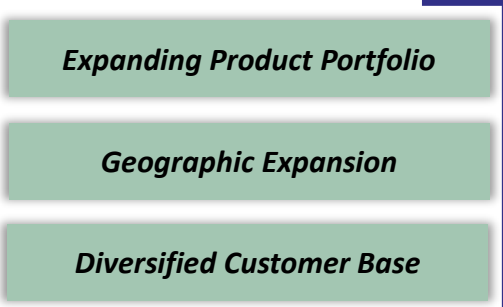 Expanding Product Portfolio
Geographic Expansion
Diversified Customer Base